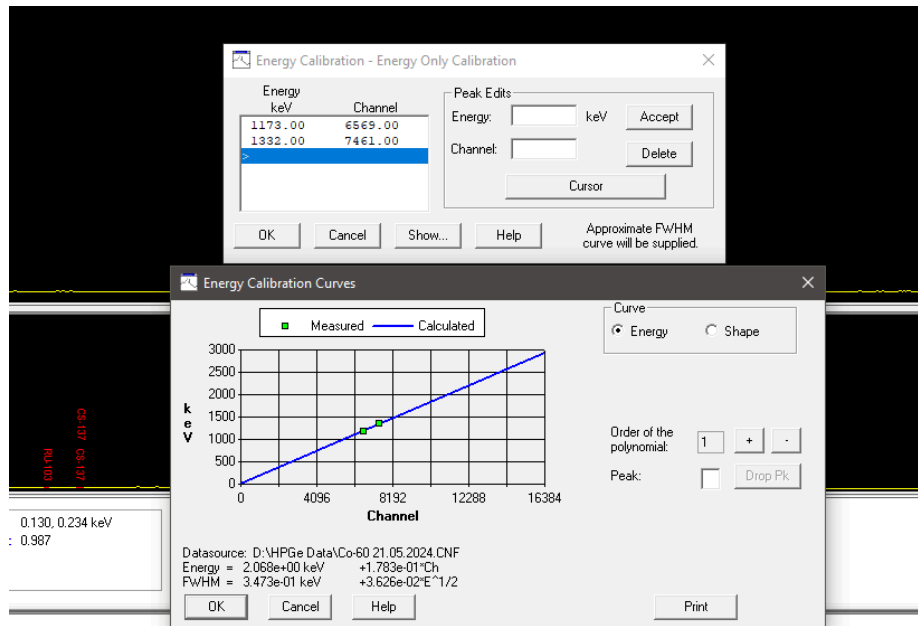 Energy Calibration - Energy Only Calibration
Energy
keV Channel
1173.00 6569.00
1332.00 7461.00
>
Peak Edits
Energy: keV Accept
Channel: Delete
Cursor
OK Cancel Show... Help
Approximate FWHM
curve will be supplied.
Energy Calibration Curves
Measured Calculated
Curve
Energy Shape
3000
2500
2000
1500
1000
500
0
keV
0 4096 8192 12288 16384
Channel
Order of the
polynomial: 1 + -
Peak: Drop Pk
Datasource: D:\HPGe Data\Co-60 21.05.2024.CNF
Energy = 2.068e+00 keV +1.783e-01*Ch
FWHM = 3.473e-01 keV +3.626e-02*E^1/2
OK Cancel Help Print
RU-103
CS-137 CS-137
0.130, 0.234 keV
: 0.987